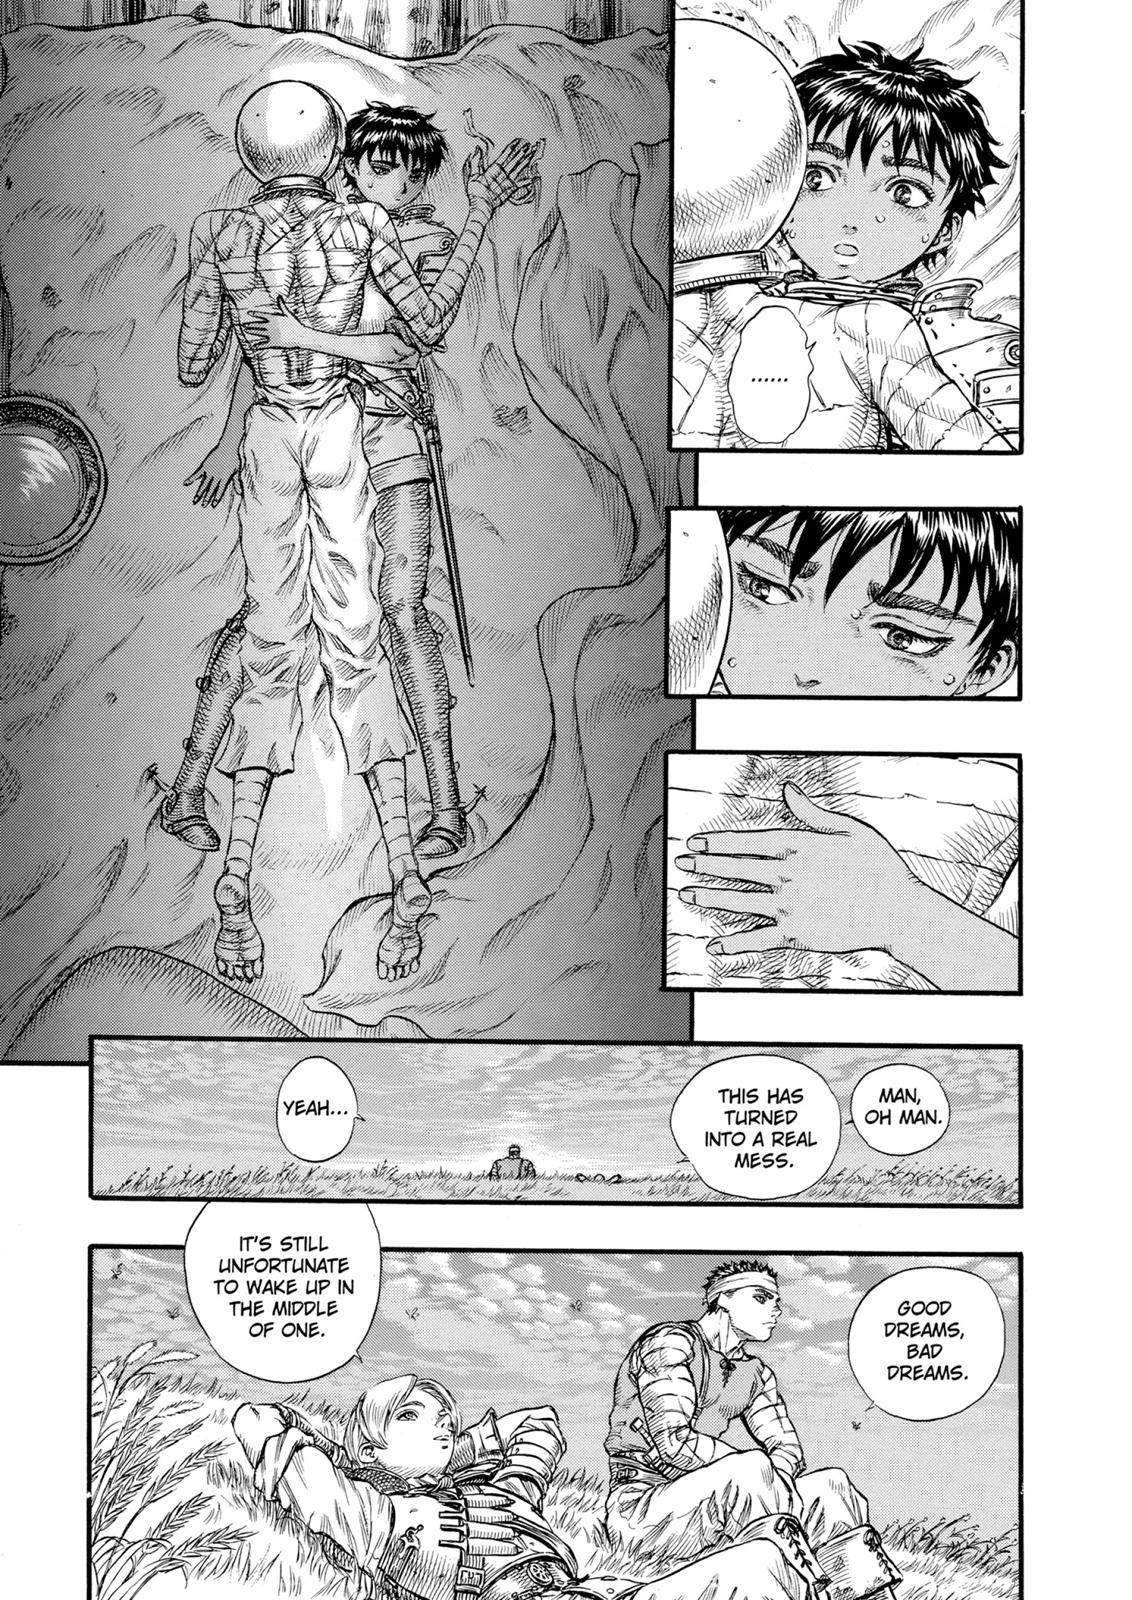 ......
MAN,
OH MAN.
THIS HAS
TURNED
INTO A REAL
MESS.
YEAH...
GOOD
DREAMS,
BAD
DREAMS.
IT'S STILL
UNFORTUNATE
TO WAKE UP IN
THE MIDDLE
OF ONE.